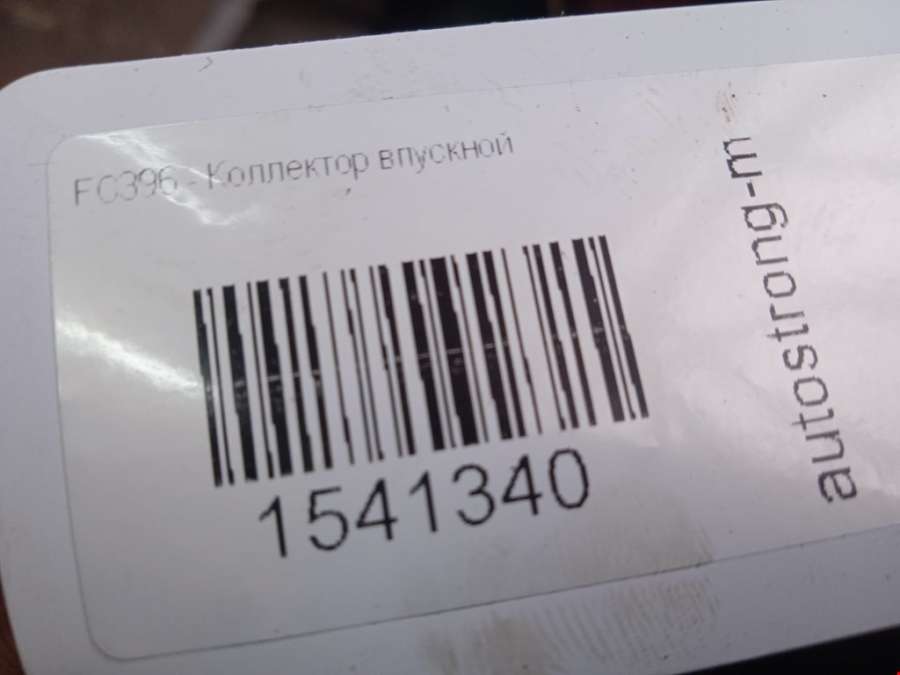 FC396 - Коллектор впускной
1541340
autostrong-m